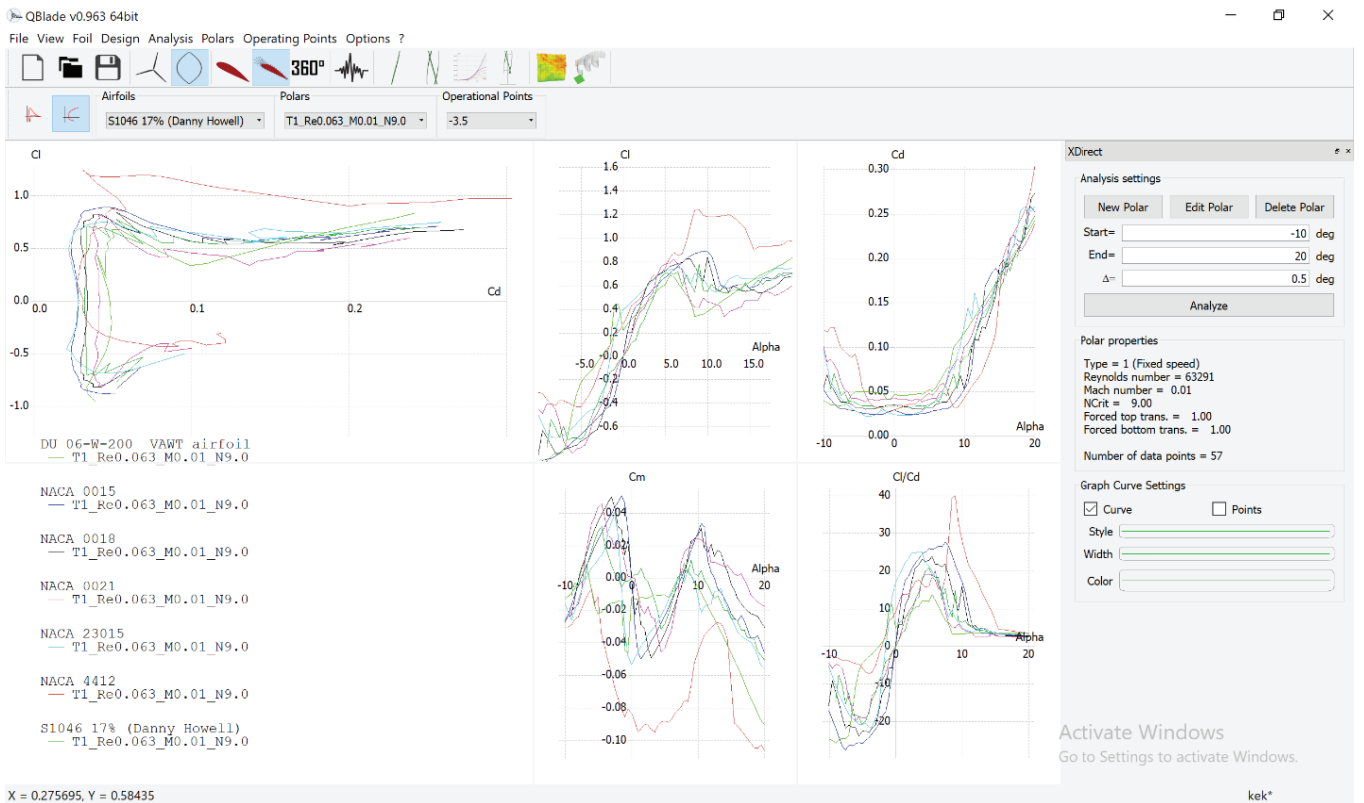 QBlade v0.963 64bit
File View Foil Design Analysis Polars Operating Points Options ?
360°
Airfoils Polars Operational Points
S1046 17% (Danny Howell) T1_Re0.063_M0.01_N9.0 -3.5
Cl
1.0
0.5
0.0
-0.5
-1.0
0.0 0.1 0.2
Cd
DU 06-W-200 VAWT airfoil
T1_Re0.063_M0.01_N9.0
NACA 0015
T1_Re0.063_M0.01_N9.0
NACA 0018
T1_Re0.063_M0.01_N9.0
NACA 0021
T1_Re0.063_M0.01_N9.0
NACA 23015
T1_Re0.063_M0.01_N9.0
NACA 4412
T1_Re0.063_M0.01_N9.0
S1046 17% (Danny Howell)
T1_Re0.063_M0.01_N9.0
Cl
1.6
1.4
1.2
1.0
0.8
0.6
0.4
0.2
-0.0
-0.2
-0.4
-0.6
Alpha
-5.0 0.0 5.0 10.0 15.0
Cd
0.30
0.25
0.20
0.15
0.10
0.05
0.00
Alpha
-10 0 10 20
Cm
0.04
0.02
0.00
-0.02
-0.04
-0.06
-0.08
-0.10
Alpha
-10 0 10 20
Cl/Cd
40
30
20
10
0
-10
-20
Alpha
-10 0 10 20
XDirect
Analysis settings
New Polar Edit Polar Delete Polar
Start= -10 deg
End= 20 deg
Δ= 0.5 deg
Analyze
Polar properties
Type = 1 (Fixed speed)
Reynolds number = 63291
Mach number = 0.01
NCrit = 9.00
Forced top trans. = 1.00
Forced bottom trans. = 1.00
Number of data points = 57
Graph Curve Settings
Curve Points
Style
Width
Color
Activate Windows
Go to Settings to activate Windows.
X = 0.275695, Y = 0.58435
kek*